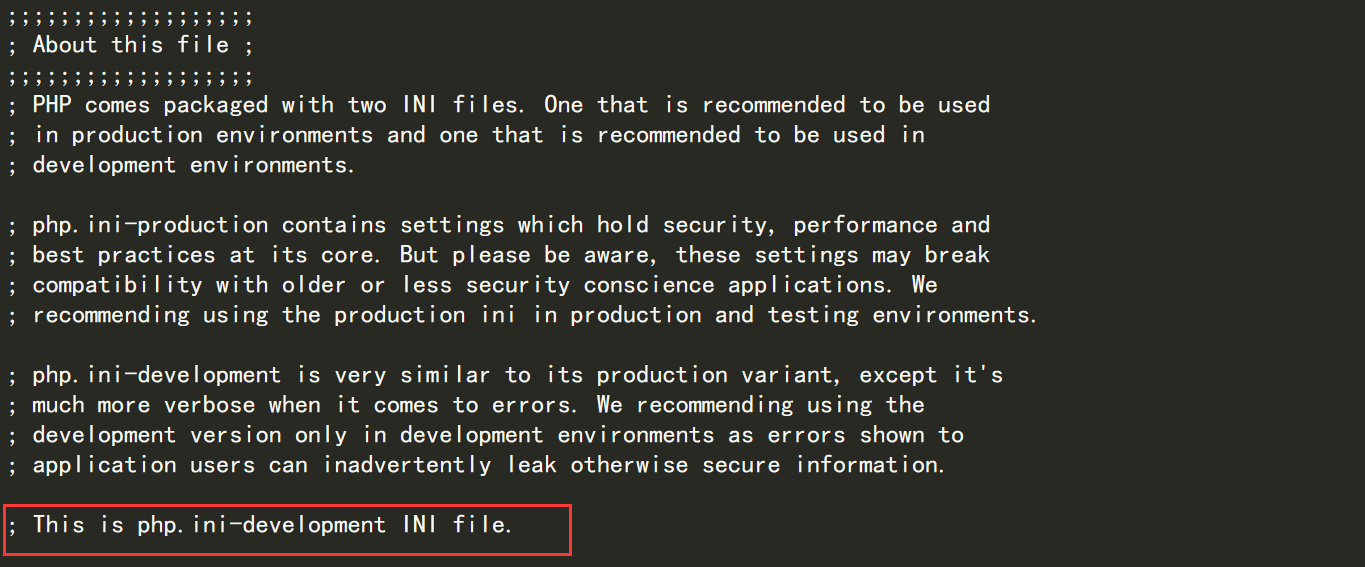 ;;;;;;;;;;;;;;;;;;;
; About this file ;
;;;;;;;;;;;;;;;;;;;
; PHP comes packaged with two INI files. One that is recommended to be used
; in production environments and one that is recommended to be used in
; development environments.
; php.ini-production contains settings which hold security, performance and
; best practices at its core. But please be aware, these settings may break
; compatibility with older or less security conscience applications. We
; recommending using the production ini in production and testing environments.
; php.ini-development is very similar to its production variant, except it's
; much more verbose when it comes to errors. We recommending using the
; development version only in development environments as errors shown to
; application users can inadvertently leak otherwise secure information.
; This is php.ini-development INI file.